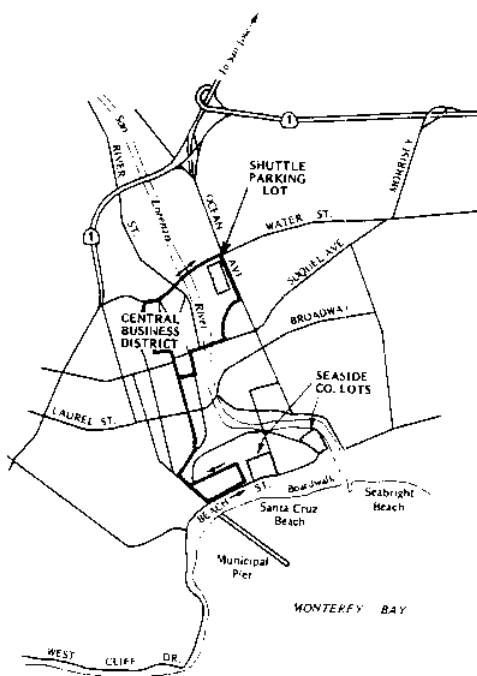 To San Jose
1
SHUTTLE
PARKING
LOT
San
RIVER
ST.
Lorenzo
River
OCEAN
AVE
MORRISEY
WATER ST.
SOQUEL AVE
1
CENTRAL
BUSINESS
DISTRICT
BROADWAY
SEASIDE
CO. LOTS
LAUREL ST.
BEACH ST.
Boardwalk
Santa Cruz
Beach
Seabright
Beach
Municipal
Pier
MONTEREY BAY
WEST CLIFF DR.